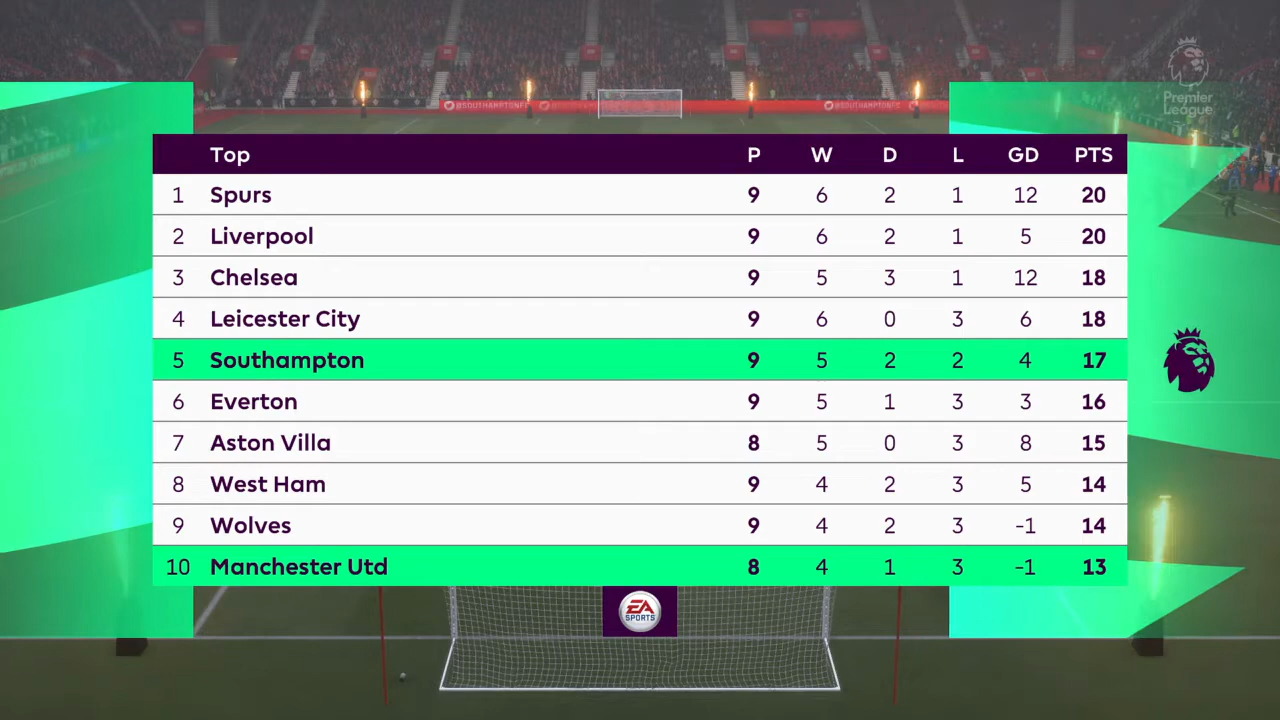 Premier
League
Top P W D L GD PTS
1 Spurs 9 6 2 1 12 20
2 Liverpool 9 6 2 1 5 20
3 Chelsea 9 5 3 1 12 18
4 Leicester City 9 6 0 3 6 18
5 Southampton 9 5 2 2 4 17
6 Everton 9 5 1 3 3 16
7 Aston Villa 8 5 0 3 8 15
8 West Ham 9 4 2 3 5 14
9 Wolves 9 4 2 3 -1 14
10 Manchester Utd 8 4 1 3 -1 13
EA
SPORTS
@SOUTHAMPTONFC
@SOUTHAMPTONFC